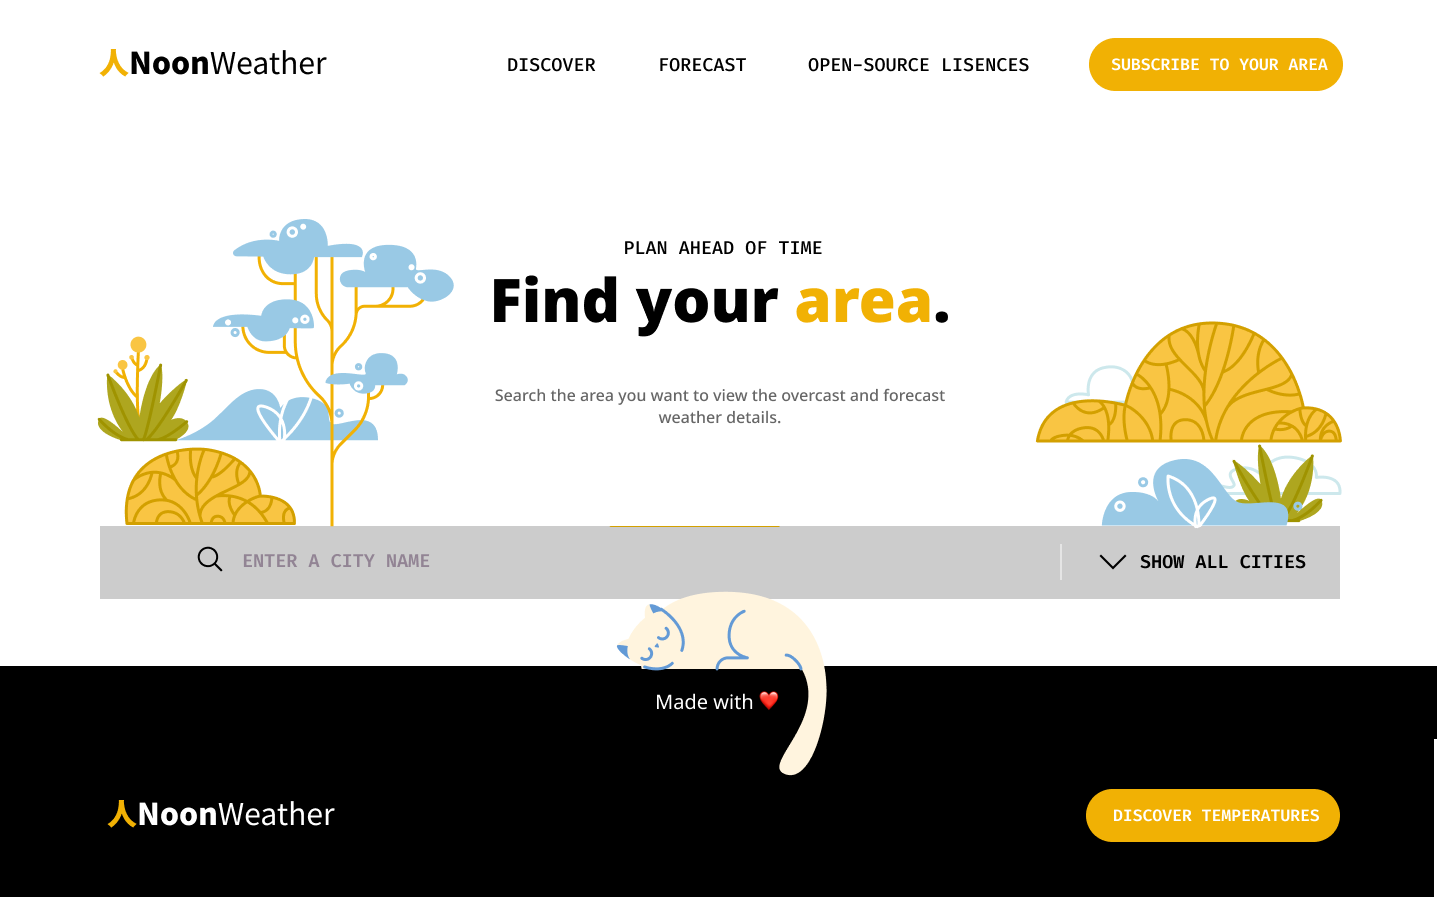 NoonWeather
DISCOVER
FORECAST
OPEN-SOURCE LISENCES
SUBSCRIBE TO YOUR AREA
PLAN AHEAD OF TIME
Find your area.
Search the area you want to view the overcast and forecast
weather details.
ENTER A CITY NAME
SHOW ALL CITIES
Made with ❤️
NoonWeather
DISCOVER TEMPERATURES